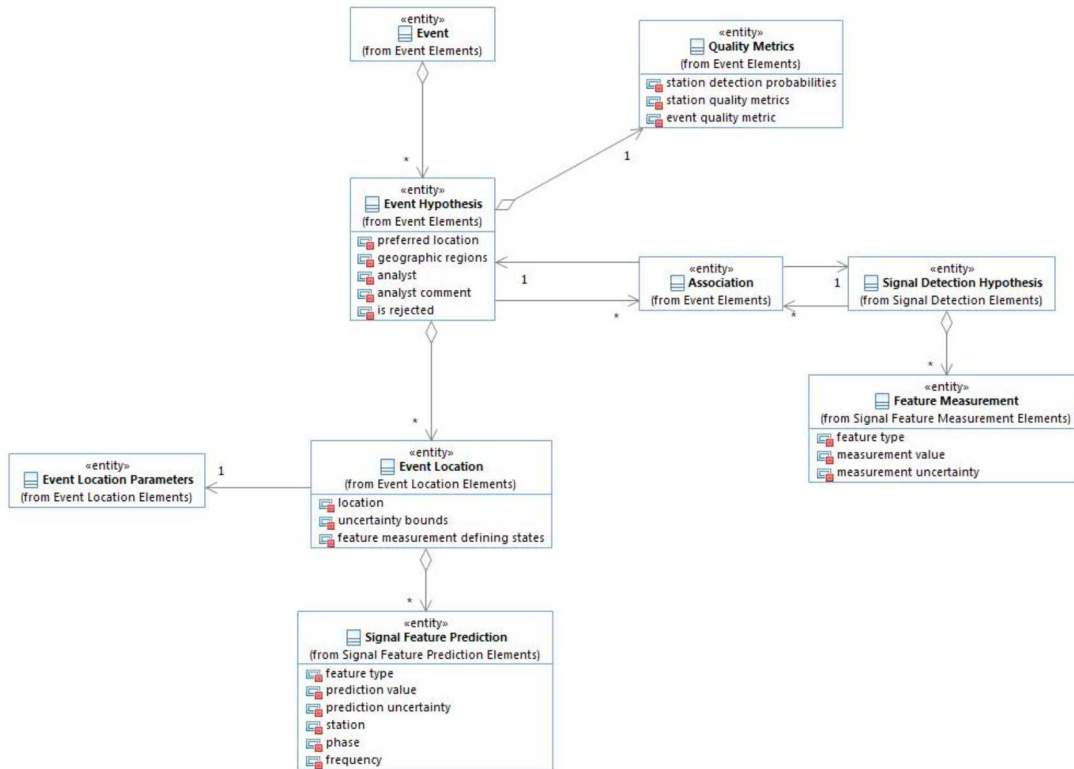 «entity»
Event
(from Event Elements)
«entity»
Quality Metrics
(from Event Elements)
station detection probabilities
station quality metrics
event quality metric
*
1
«entity»
Event Hypothesis
(from Event Elements)
preferred location
geographic regions
analyst
analyst comment
is rejected
1
*
«entity»
Association
(from Event Elements)
1
*
«entity»
Signal Detection Hypothesis
(from Signal Detection Elements)
*
«entity»
Feature Measurement
(from Signal Feature Measurement Elements)
feature type
measurement value
measurement uncertainty
*
«entity»
Event Location
(from Event Location Elements)
location
uncertainty bounds
feature measurement defining states
1
«entity»
Event Location Parameters
(from Event Location Elements)
*
«entity»
Signal Feature Prediction
(from Signal Feature Prediction Elements)
feature type
prediction value
prediction uncertainty
station
phase
frequency